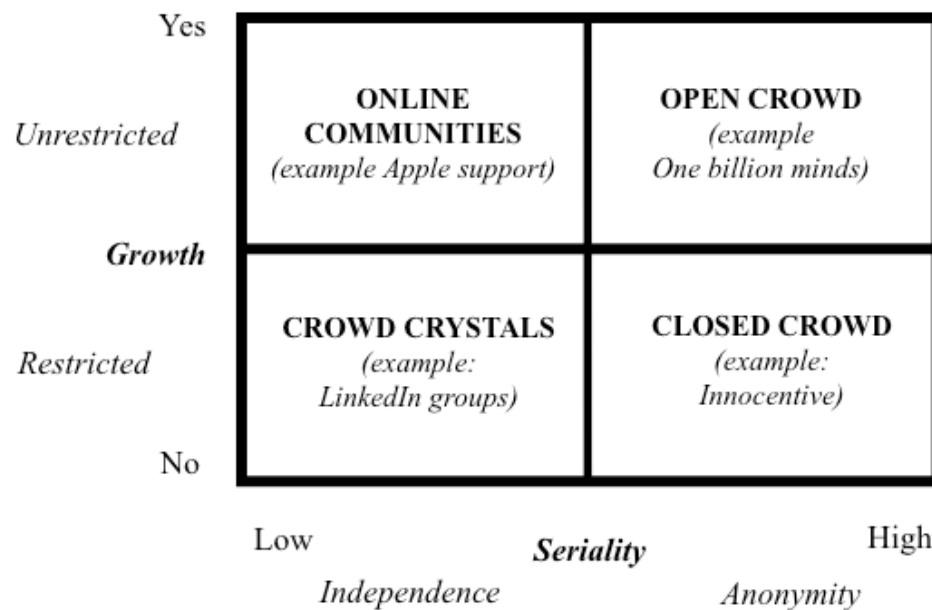 Yes
ONLINE
COMMUNITIES
(example Apple support)
OPEN CROWD
(example
One billion minds)
Unrestricted
Growth
CROWD CRYSTALS
(example:
LinkedIn groups)
CLOSED CROWD
(example:
Innocentive)
Restricted
No
Low
Seriality
High
Independence
Anonymity